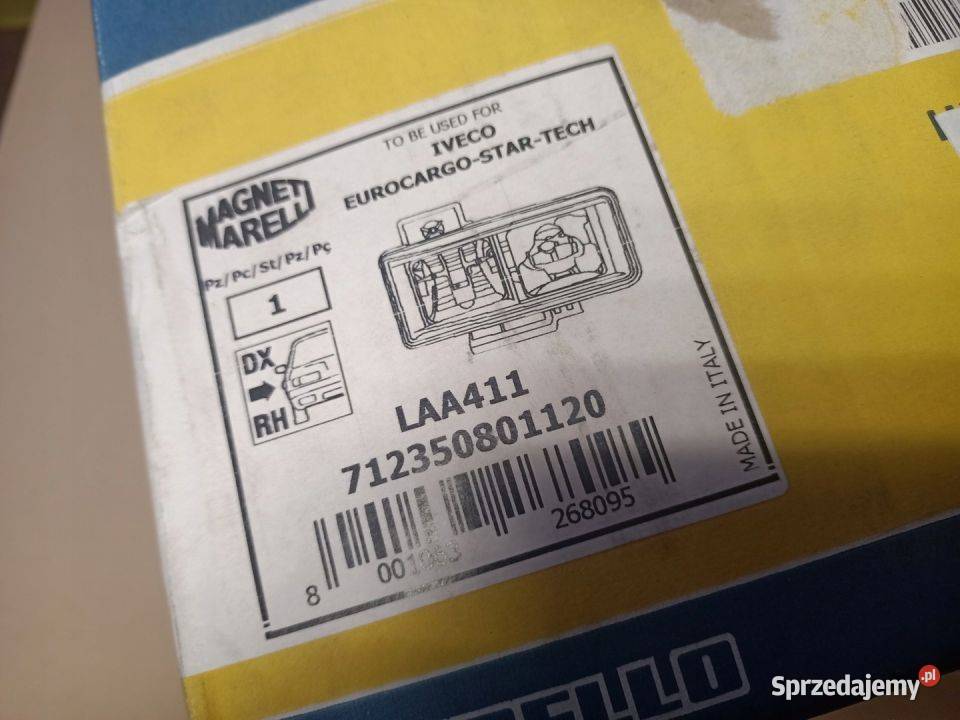 TO BE USED FOR
IVECO
EUROCARGO-STAR-TECH
MAGNETI
MARELLI
Pz/Pc/St/Pz/Pç
1
DX
RH
LAA411
712350801120
8 268095
MADE IN ITALY
ELLO
Sprzedajemy.pl